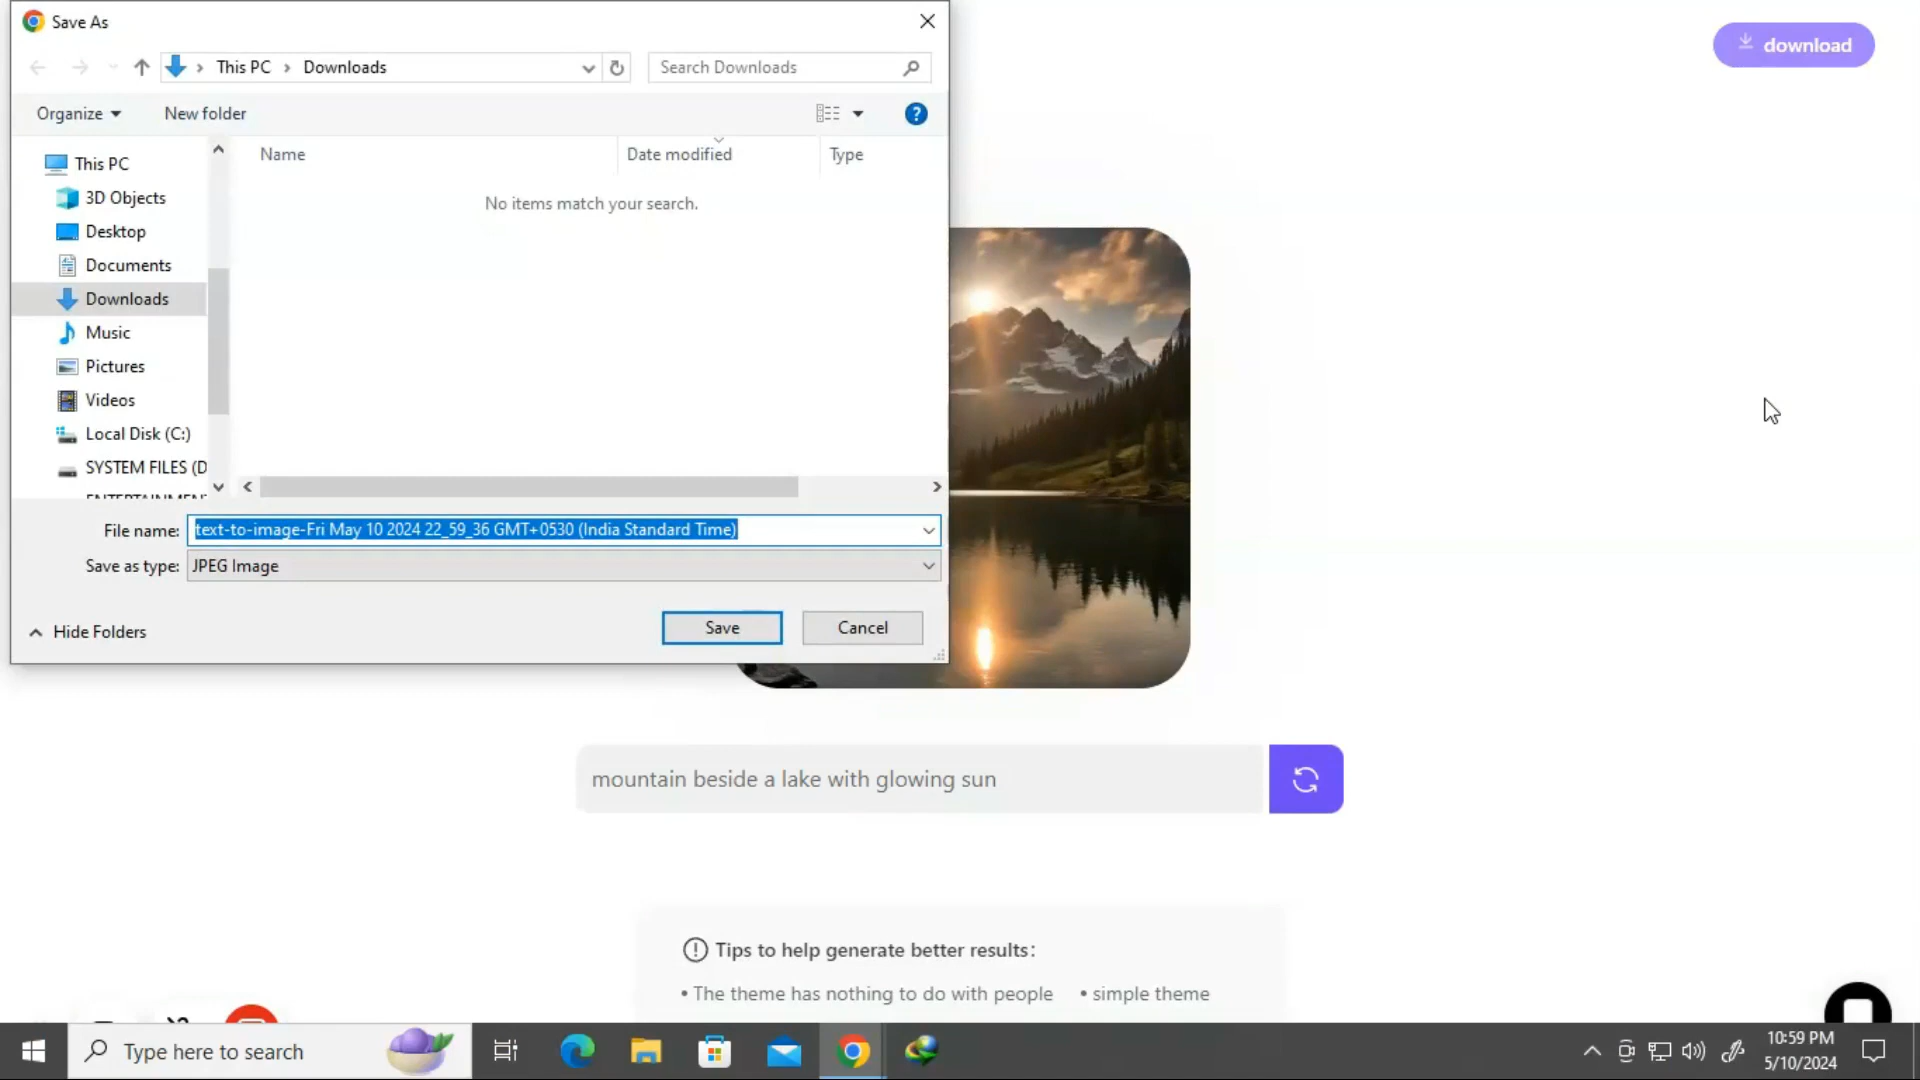 Save As
download
This PC
Downloads
Search Downloads
Organize
New folder
?
Name
Date modified
Type
No items match your search.
This PC
3D Objects
Desktop
Documents
Downloads
Music
Pictures
Videos
Local Disk (C:)
SYSTEM FILES (D
File name: text-to-image-Fri May 10 2024 22_59_36 GMT+0530 (India Standard Time)
Save as type: JPEG Image
Hide Folders
Save
Cancel
mountain beside a lake with glowing sun
Tips to help generate better results:
• The theme has nothing to do with people • simple theme
Type here to search
10:59 PM
5/10/2024